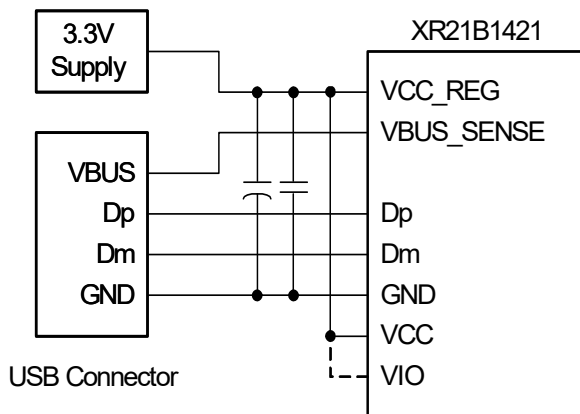 XR21B1421
3.3V
Supply
VCC_REG
VBUS_SENSE
VBUS
Dp
Dm
GND
Dp
Dm
GND
VCC
VIO
USB Connector